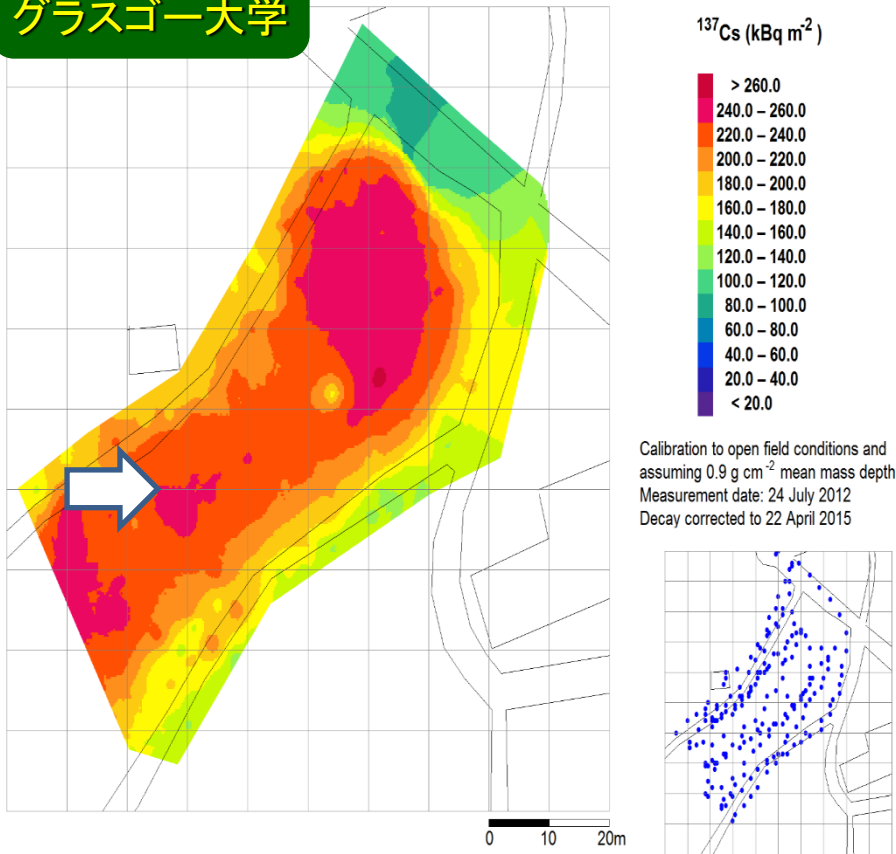 グラスゴー大学
137Cs (kBq m-2 )
> 260.0
240.0 – 260.0
220.0 – 240.0
200.0 – 220.0
180.0 – 200.0
160.0 – 180.0
140.0 – 160.0
120.0 – 140.0
100.0 – 120.0
80.0 – 100.0
60.0 – 80.0
40.0 – 60.0
20.0 – 40.0
< 20.0
Calibration to open field conditions and
assuming 0.9 g cm-2 mean mass depth
Measurement date: 24 July 2012
Decay corrected to 22 April 2015
0 10 20m